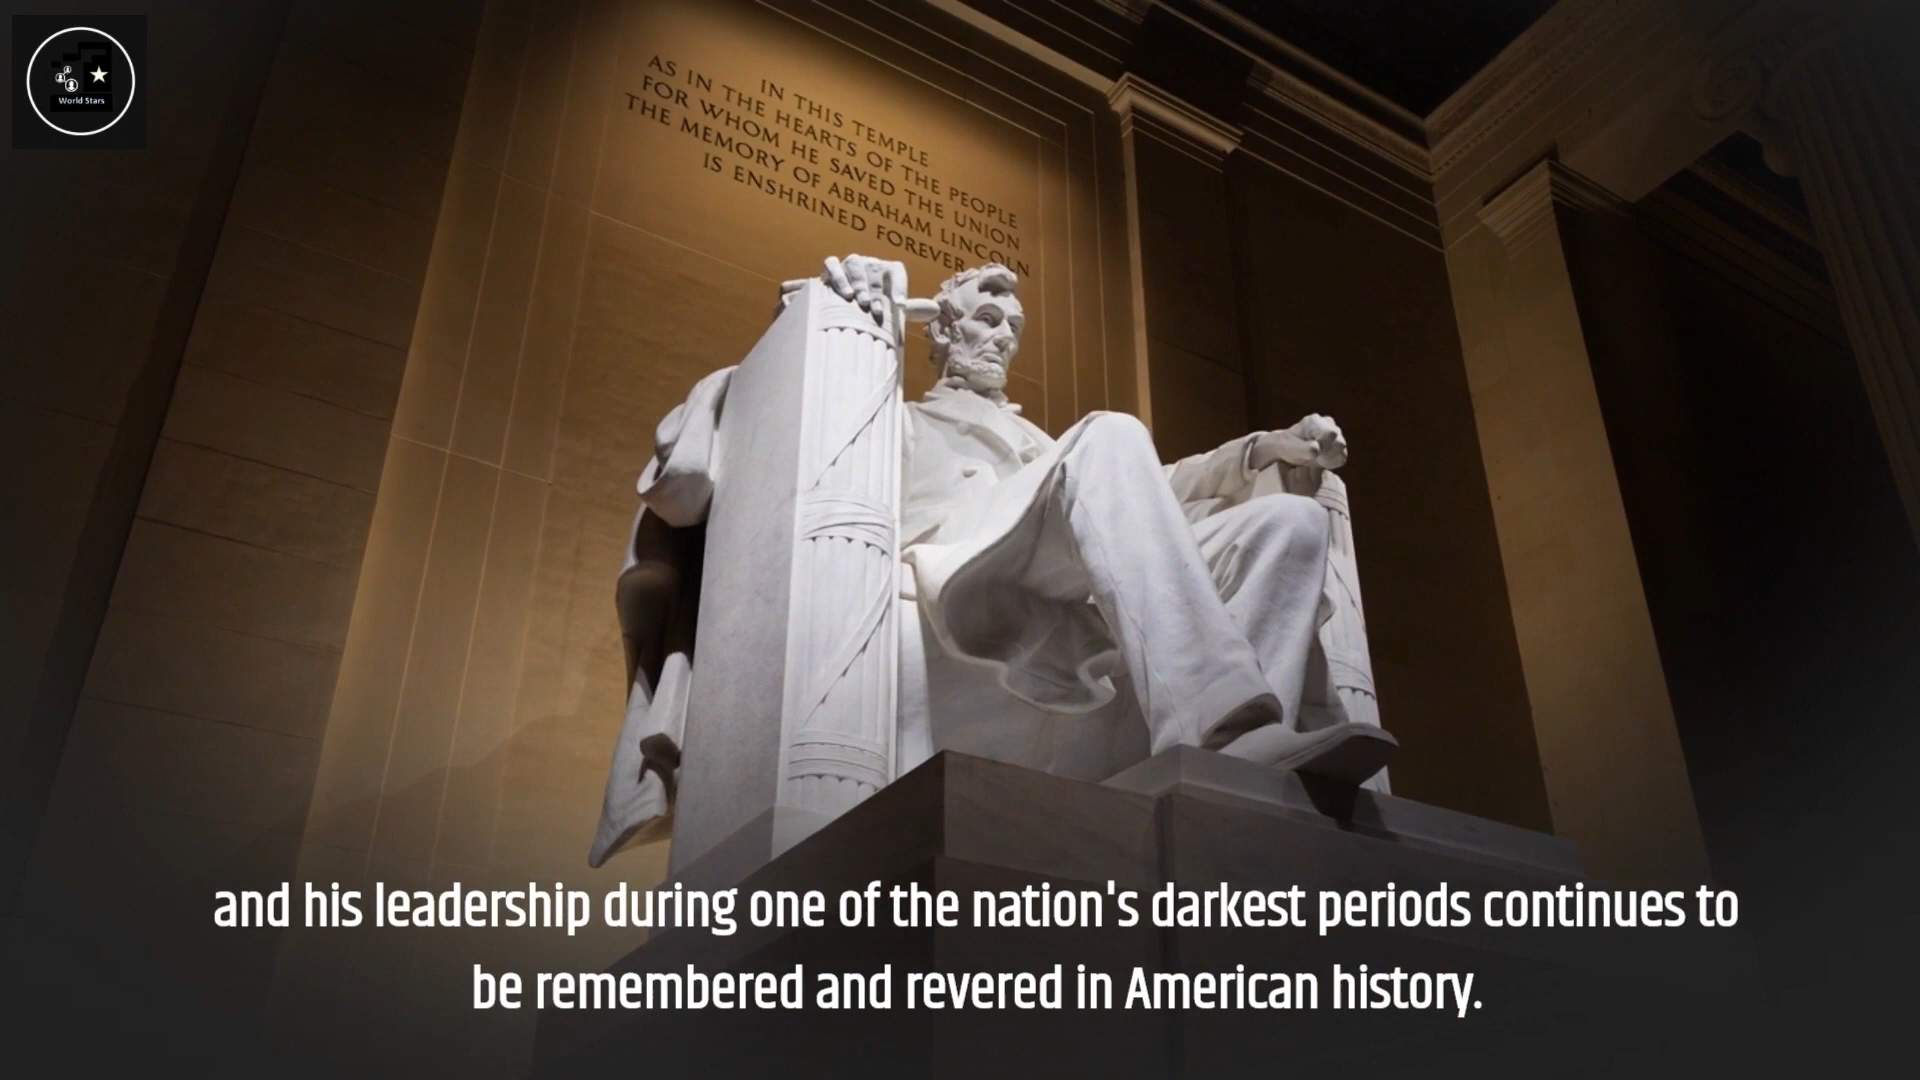 World Stars
IN THIS TEMPLE
AS IN THE HEARTS OF THE PEOPLE
FOR WHOM HE SAVED THE UNION
THE MEMORY OF ABRAHAM LINCOLN
IS ENSHRINED FOREVER
and his leadership during one of the nation's darkest periods continues to
be remembered and revered in American history.